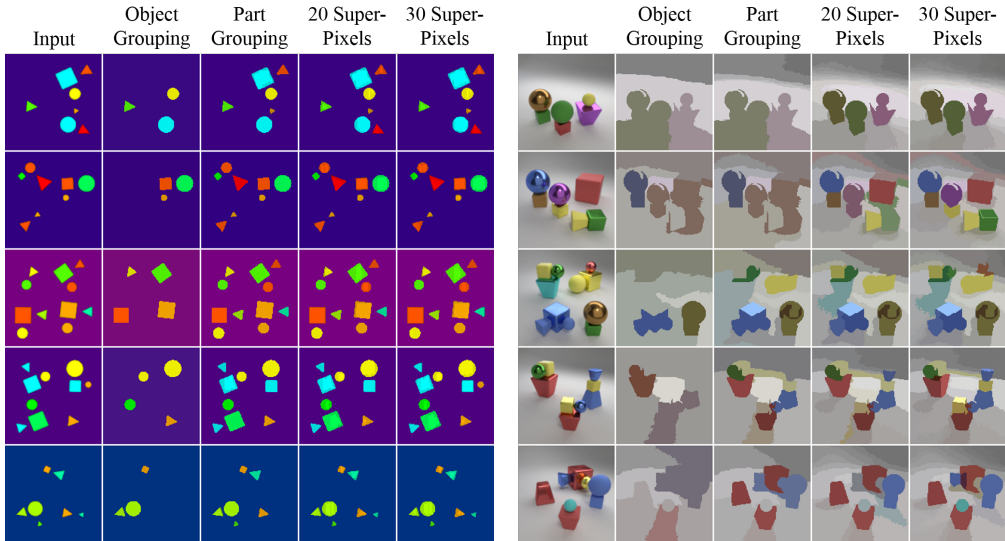 Input
Object
Grouping
Part
Grouping
20 Super-
Pixels
30 Super-
Pixels
Input
Object
Grouping
Part
Grouping
20 Super-
Pixels
30 Super-
Pixels